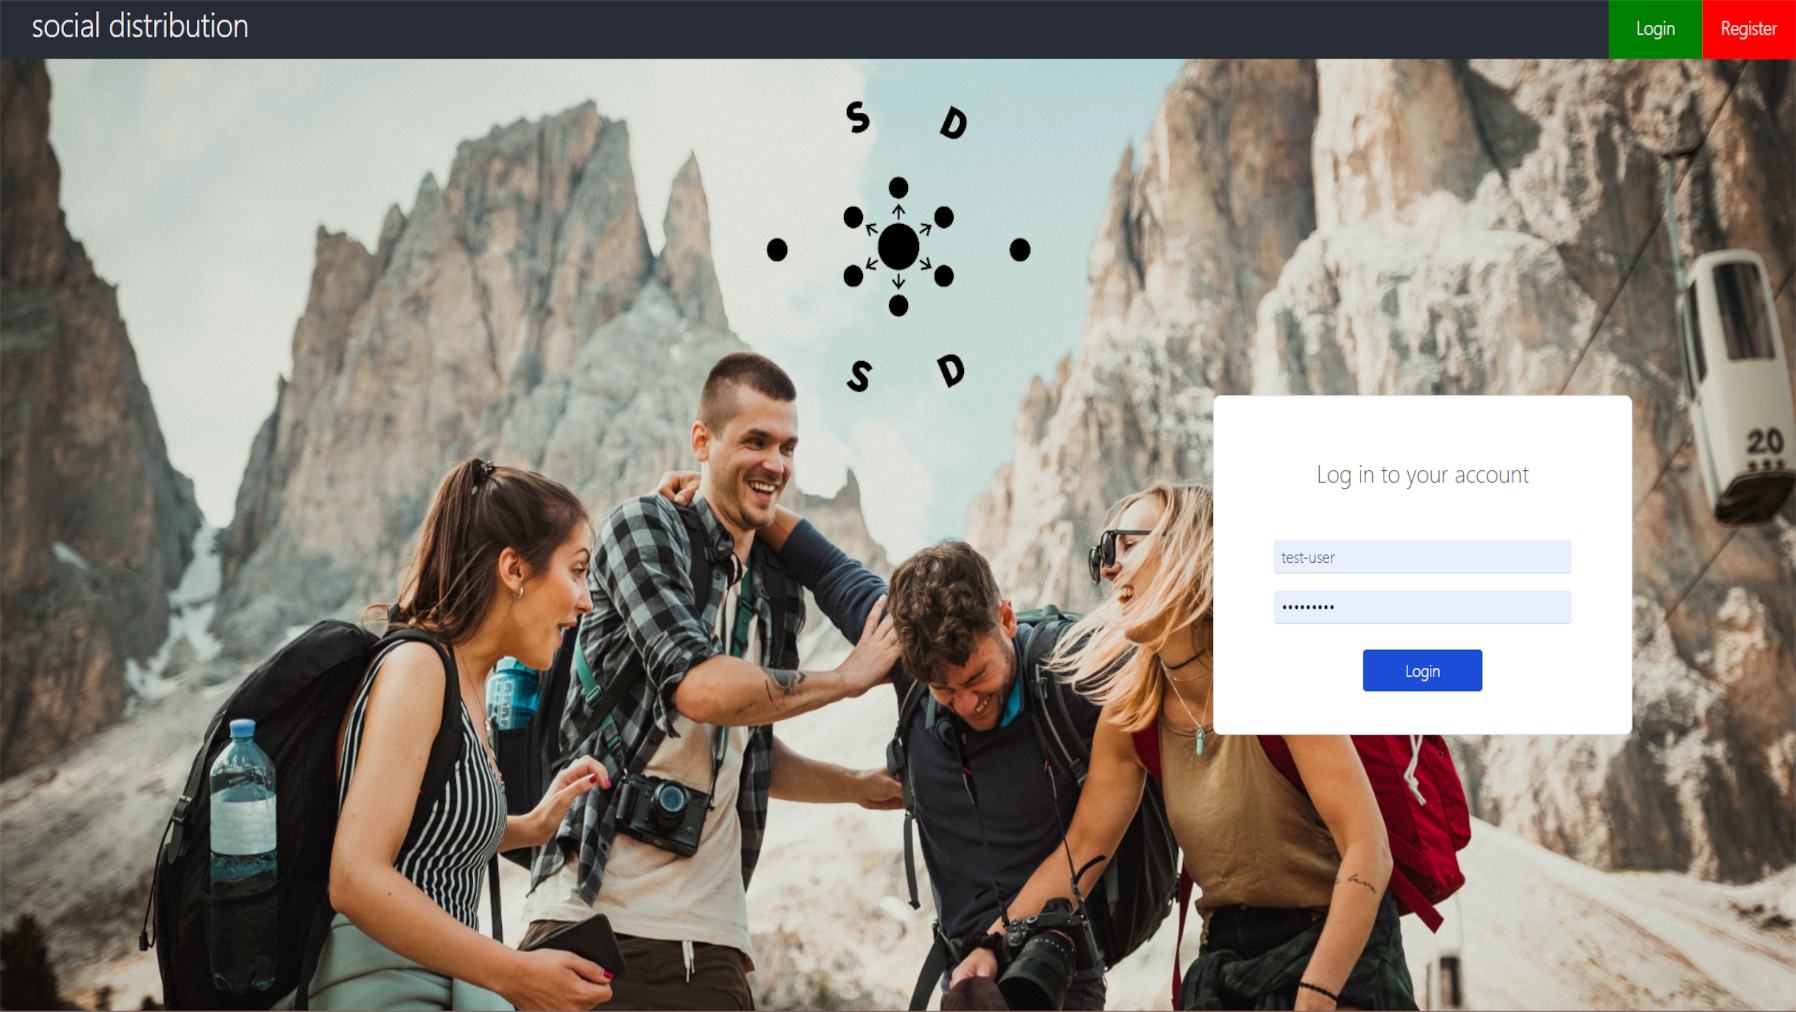 social distribution
Login
Register
S D
S D
20
Log in to your account
test-user
•••••••••
Login